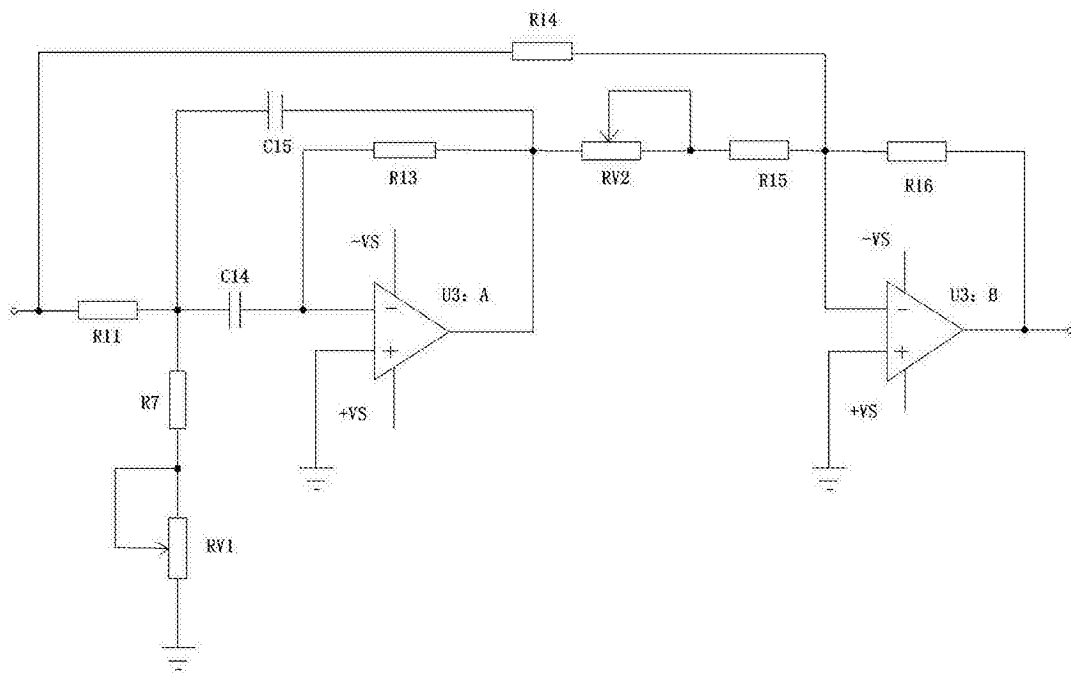 R14
C15
R13
RV2
R15
R16
-VS
-VS
C14
U3: A
U3: B
R11
R7
+VS
+VS
RV1